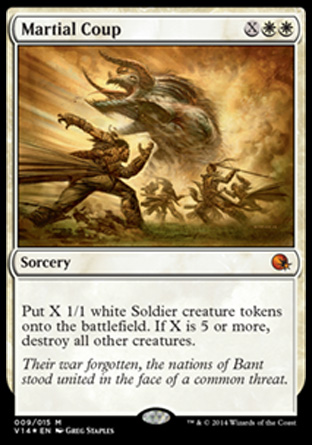 Martial Coup X
Sorcery
Put X 1/1 white Soldier creature tokens
onto the battlefield. If X is 5 or more,
destroy all other creatures.
Their war forgotten, the nations of Bant
stood united in the face of a common threat.
009/015 M
V14 ★ EN Greg Staples ™ & © 2014 Wizards of the Coast